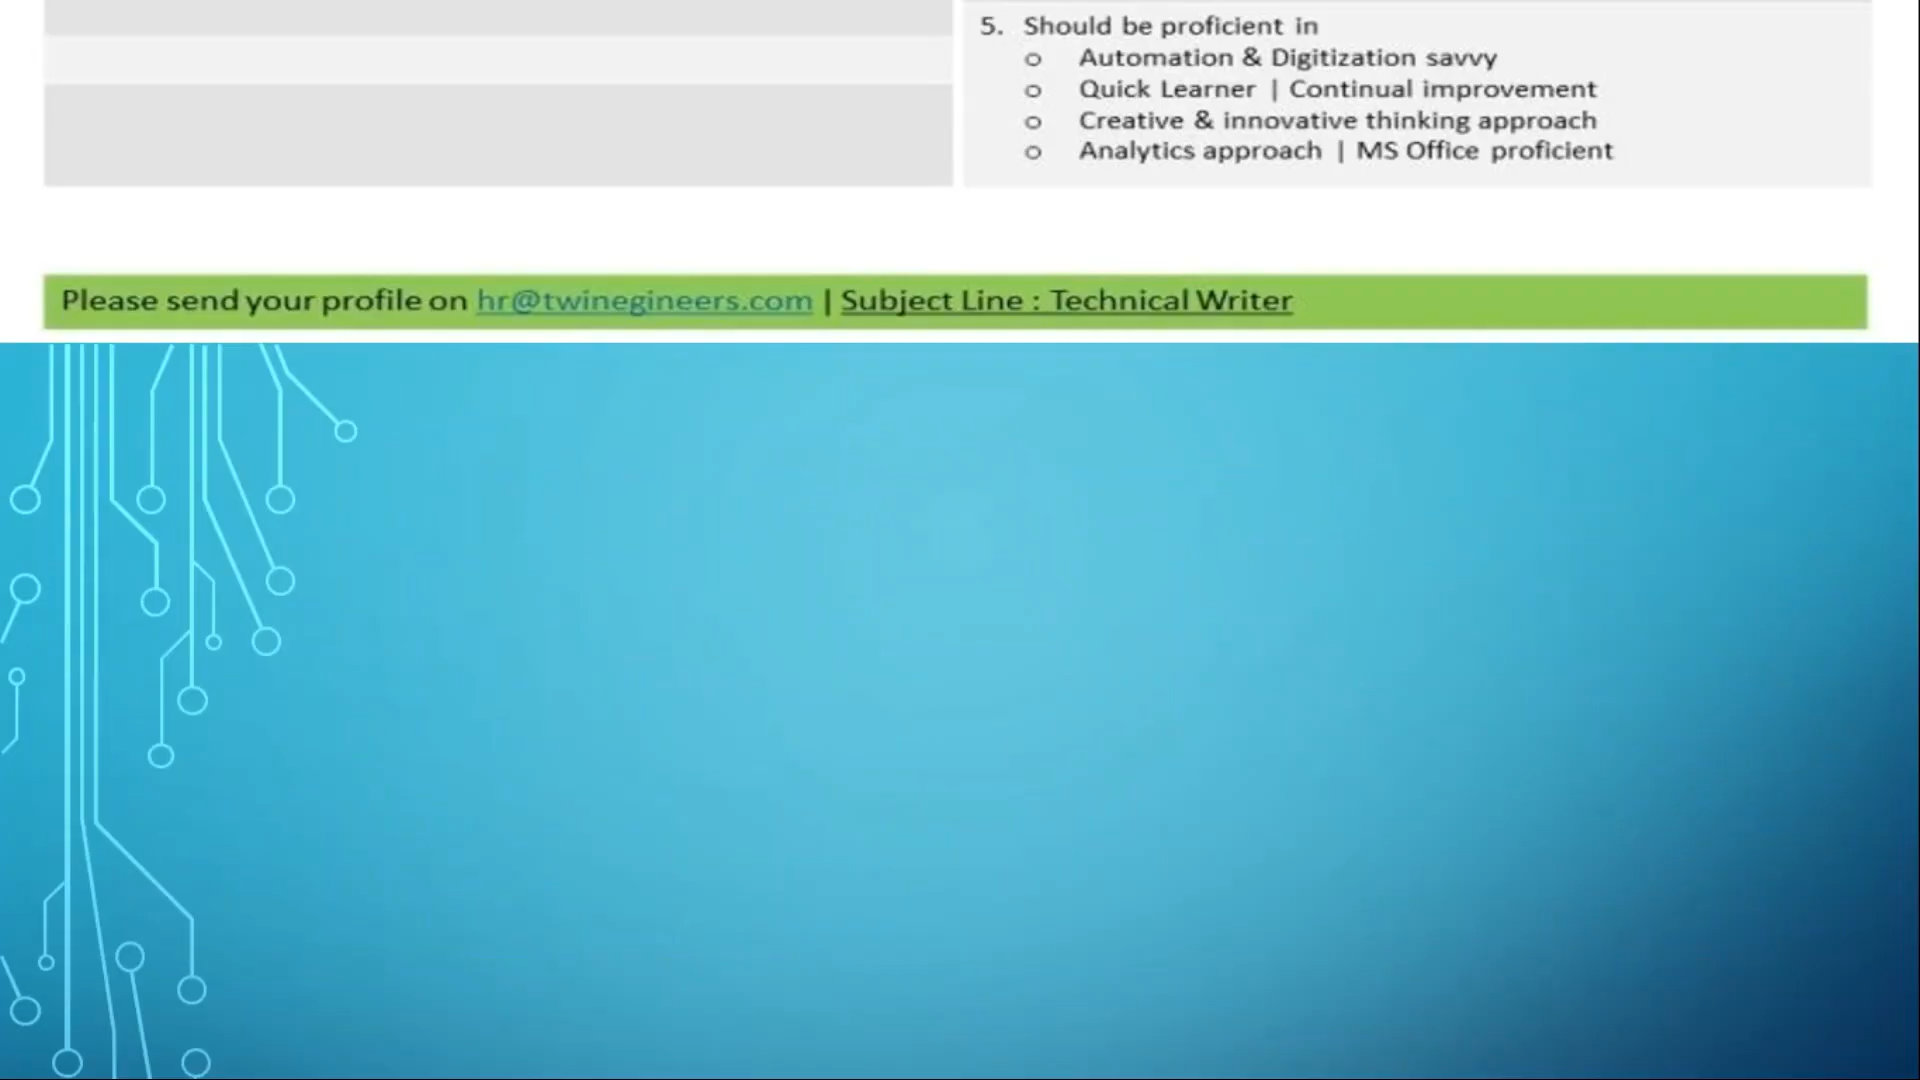 5. Should be proficient in
o Automation & Digitization savvy
o Quick Learner | Continual improvement
o Creative & innovative thinking approach
o Analytics approach | MS Office proficient
Please send your profile on hr@twinegineers.com | Subject Line : Technical Writer